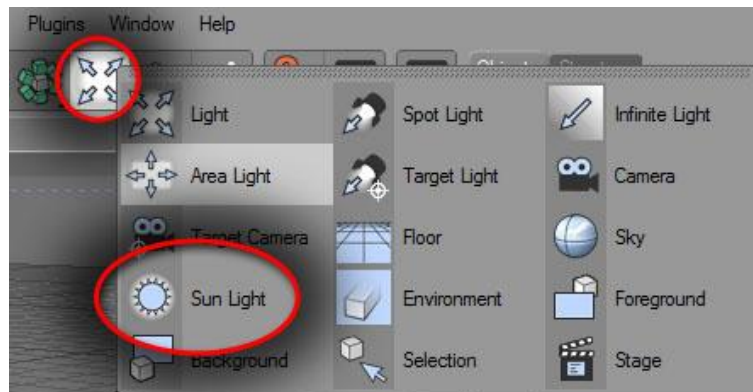 Plugins Window Help
Light Spot Light Infinite Light
Area Light Target Light Camera
Target Camera Floor Sky
Sun Light Environment Foreground
Background Selection Stage